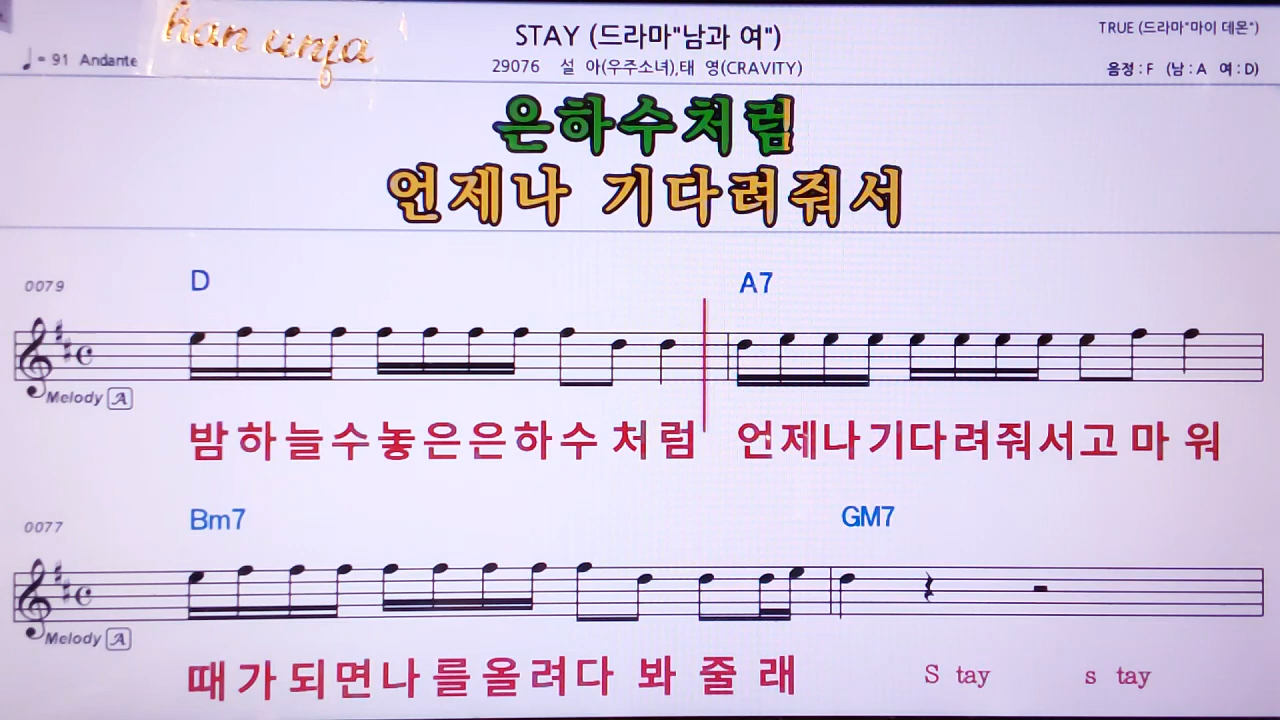 han unja
STAY (드라마"남과 여")
TRUE (드라마"마이 데몬")
♩= 91 Andante
29076 설 아(우주소녀),태 영(CRAVITY)
음정 : F (남 : A 여 : D)
은하수처럼
언제나 기다려줘서
0079 D A7
Melody A
밤하늘수놓은은하수처럼 언제나기다려줘서고마워
0077 Bm7 GM7
Melody A
때가되면나를올려다봐줄래 S tay s tay